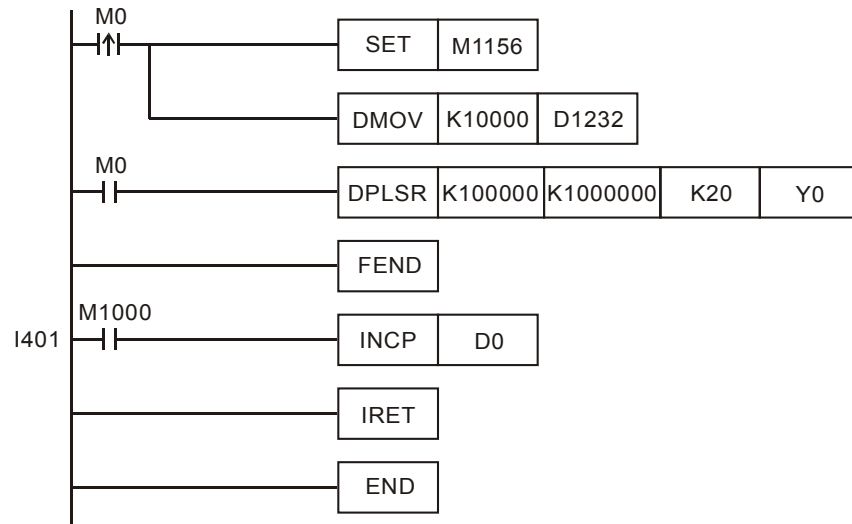 M0
SET M1156
DMOV K10000 D1232
M0
DPLSR K100000 K1000000 K20 Y0
FEND
M1000
I401 INCP D0
IRET
END